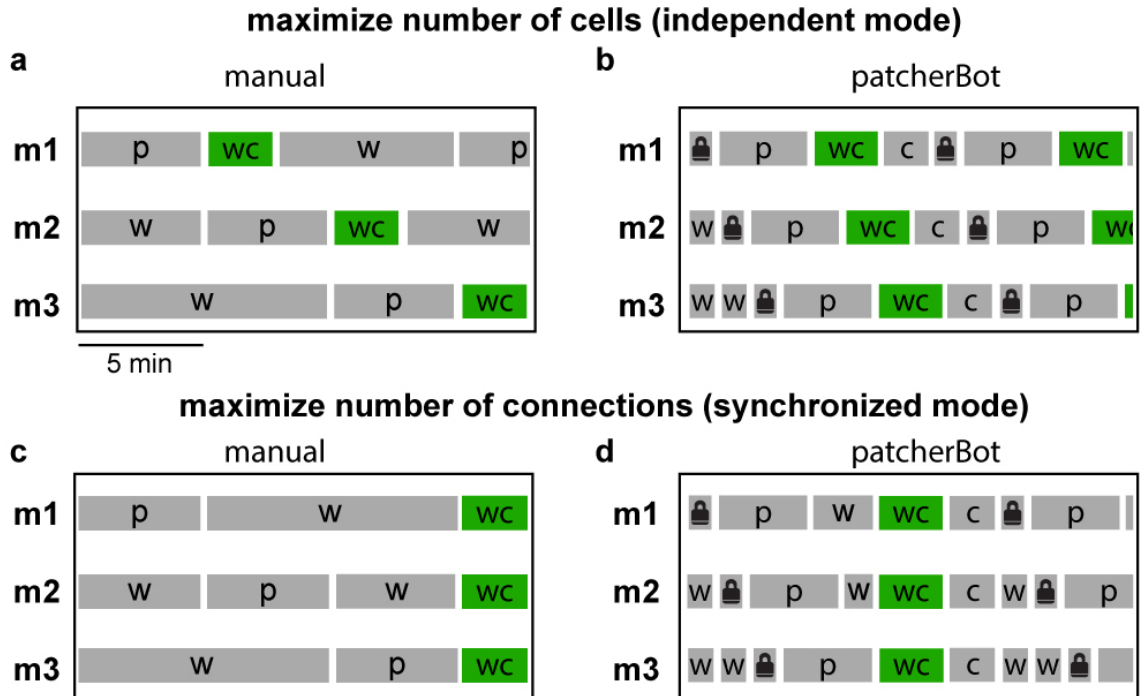 maximize number of cells (independent mode)
a manual
m1 p wc w p
m2 w p wc w
m3 w p wc
5 min
b patcherBot
m1 p wc c p wc
m2 w p wc c p wc
m3 w w p wc c p
maximize number of connections (synchronized mode)
c manual
m1 p w wc
m2 w p w wc
m3 w p wc
d patcherBot
m1 p w wc c p
m2 w p w wc c w p
m3 w w p wc c w w